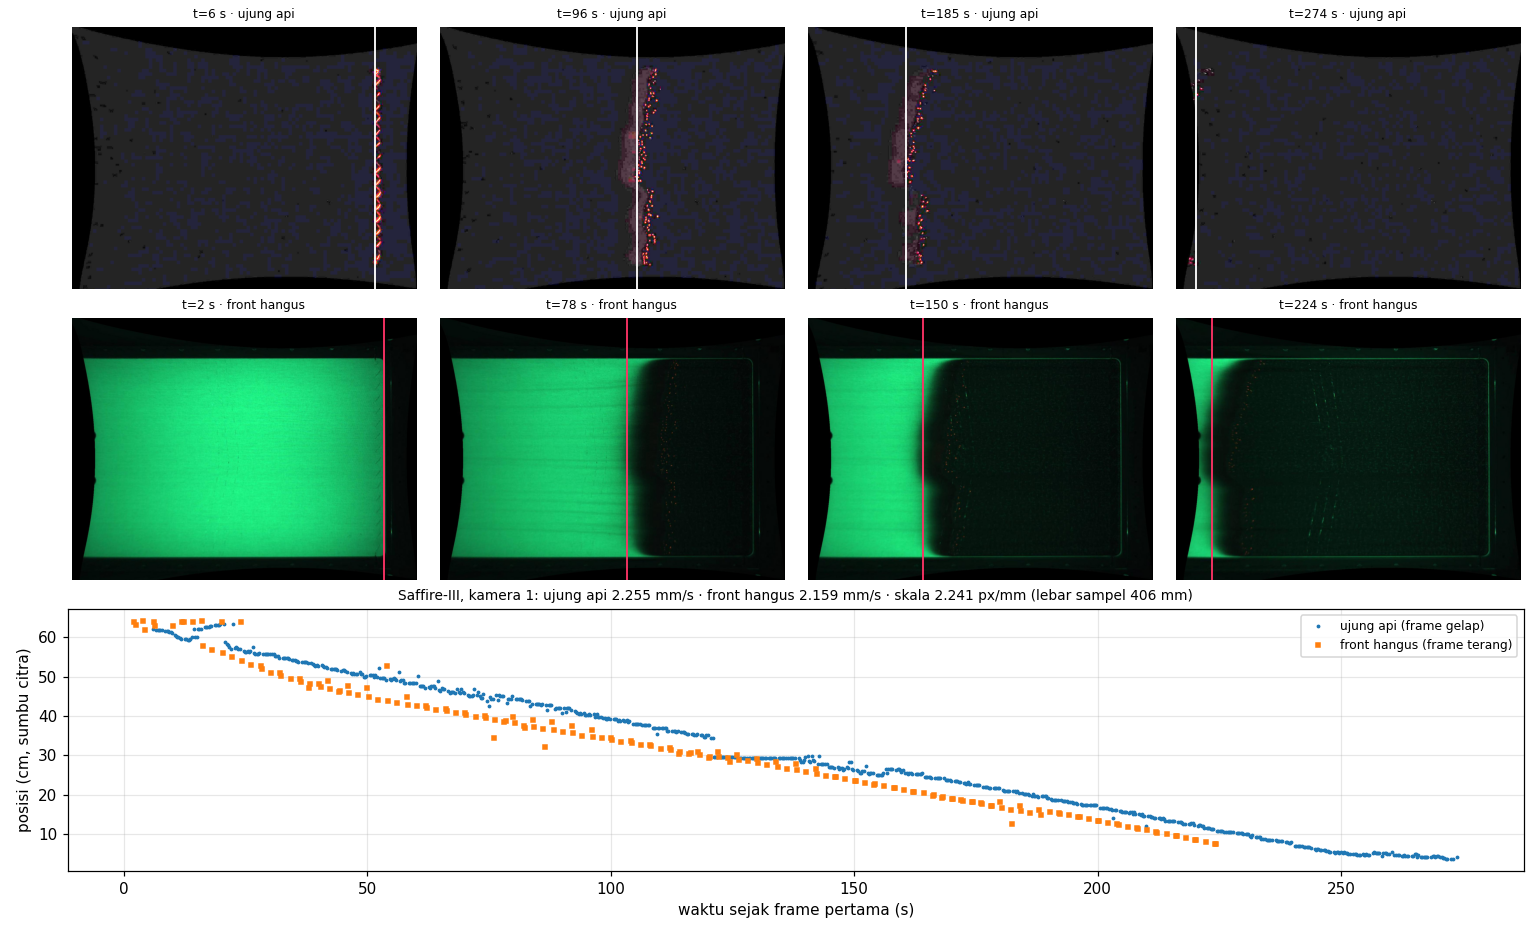 t=6 s · ujung api
t=96 s · ujung api
t=185 s · ujung api
t=274 s · ujung api
t=2 s · front hangus
t=78 s · front hangus
t=150 s · front hangus
t=224 s · front hangus
Saffire-III, kamera 1: ujung api 2.255 mm/s · front hangus 2.159 mm/s · skala 2.241 px/mm (lebar sampel 406 mm)
ujung api (frame gelap)
front hangus (frame terang)
posisi (cm, sumbu citra)
60
50
40
30
20
10
0
50
100
150
200
250
waktu sejak frame pertama (s)